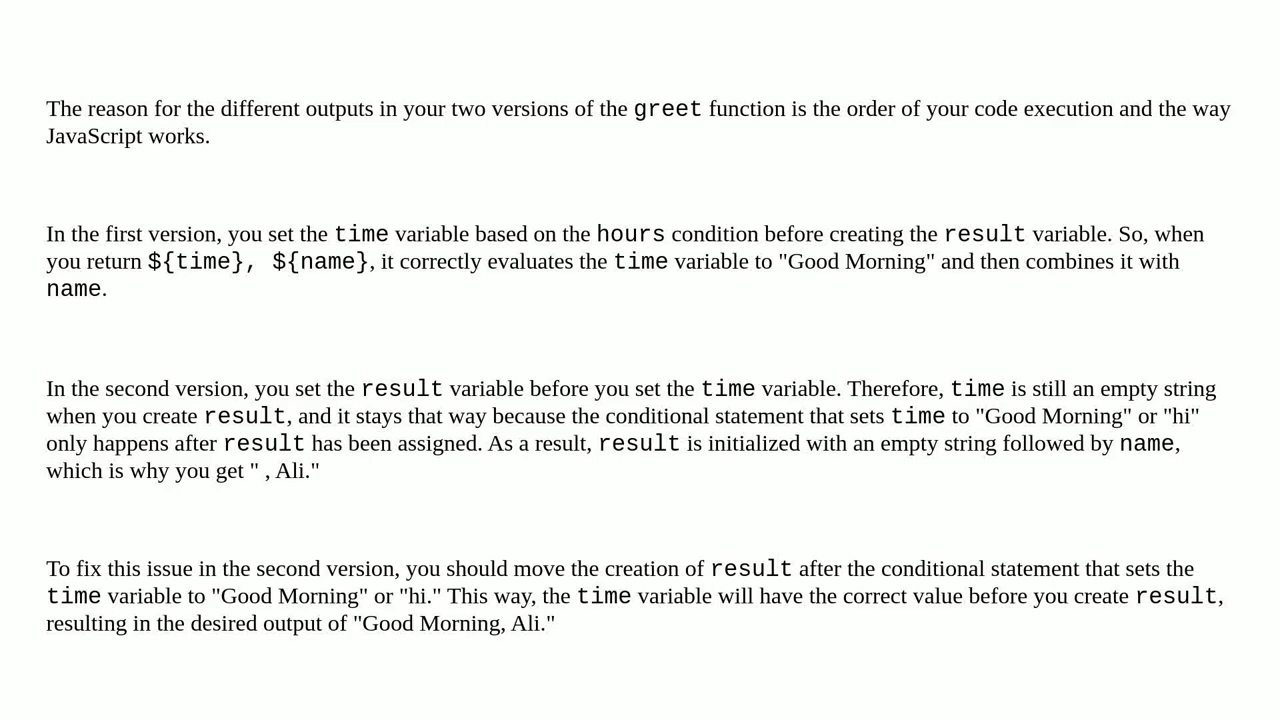 The reason for the different outputs in your two versions of the greet function is the order of your code execution and the way
JavaScript works.
In the first version, you set the time variable based on the hours condition before creating the result variable. So, when
you return ${time}, ${name}, it correctly evaluates the time variable to "Good Morning" and then combines it with
name.
In the second version, you set the result variable before you set the time variable. Therefore, time is still an empty string
when you create result, and it stays that way because the conditional statement that sets time to "Good Morning" or "hi"
only happens after result has been assigned. As a result, result is initialized with an empty string followed by name,
which is why you get " , Ali."
To fix this issue in the second version, you should move the creation of result after the conditional statement that sets the
time variable to "Good Morning" or "hi." This way, the time variable will have the correct value before you create result,
resulting in the desired output of "Good Morning, Ali."